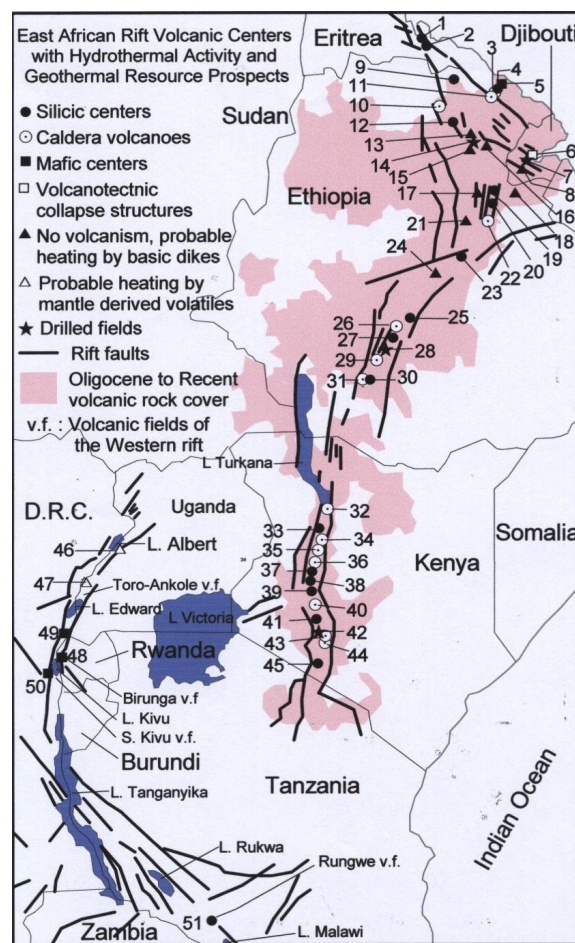 East African Rift Volcanic Centers
with Hydrothermal Activity and
Geothermal Resource Prospects
Silicic centers
Caldera volcanoes
Mafic centers
Volcanotectnic
collapse structures
No volcanism, probable
heating by basic dikes
Probable heating by
mantle derived volatiles
Drilled fields
Rift faults
Oligocene to Recent
volcanic rock cover
v.f. : Volcanic fields of
the Western rift
Eritrea
Djibouti
Sudan
Ethiopia
1
2
3
4
5
9
11
10
12
13
14
15
6
7
8
17
16
18
21
19
20
22
24
23
25
26
27
28
29
30
31
L Turkana
D.R.C.
Uganda
Somalia
Kenya
32
33
34
35
36
37
38
39
40
41
42
43
44
45
46
L. Albert
47
Toro-Ankole v.f.
L. Edward
L Victoria
49
48
Rwanda
50
Birunga v.f
L. Kivu
S. Kivu v.f.
Burundi
L. Tanganyika
Tanzania
Indian Ocean
L. Rukwa
Rungwe v.f.
51
Zambia
L. Malawi